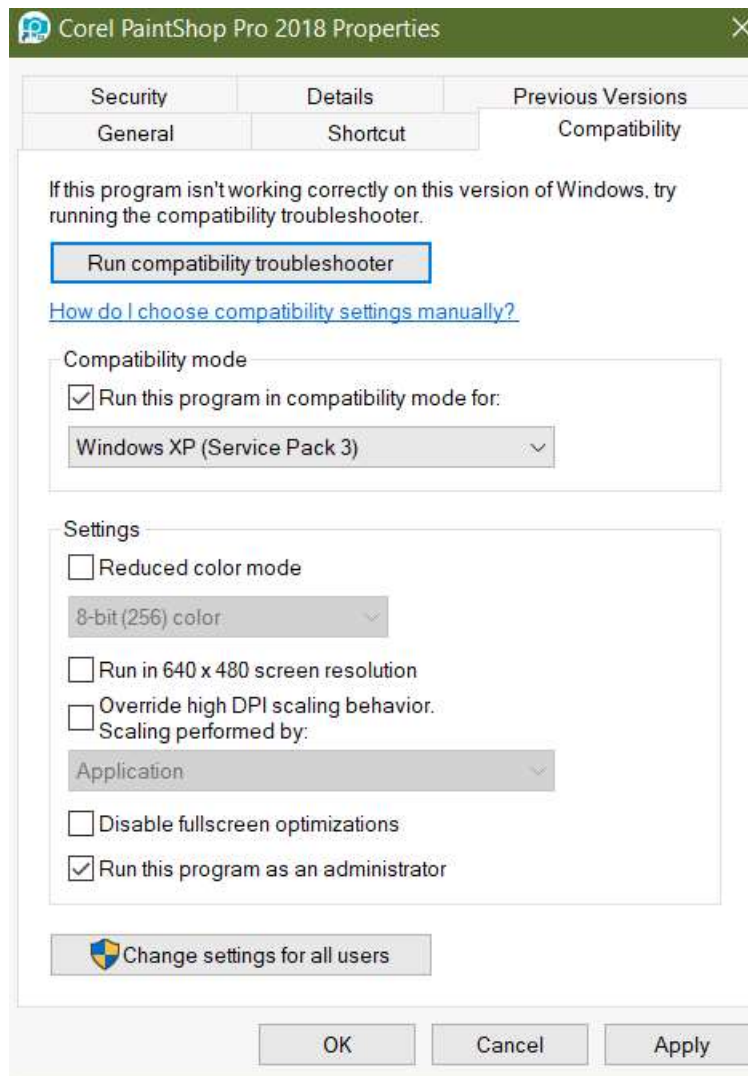 Corel PaintShop Pro 2018 Properties
Security Details Previous Versions
General Shortcut Compatibility
If this program isn't working correctly on this version of Windows, try
running the compatibility troubleshooter.
Run compatibility troubleshooter
How do I choose compatibility settings manually?
Compatibility mode
Run this program in compatibility mode for:
Windows XP (Service Pack 3)
Settings
Reduced color mode
8-bit (256) color
Run in 640 x 480 screen resolution
Override high DPI scaling behavior.
Scaling performed by:
Application
Disable fullscreen optimizations
Run this program as an administrator
Change settings for all users
OK Cancel Apply